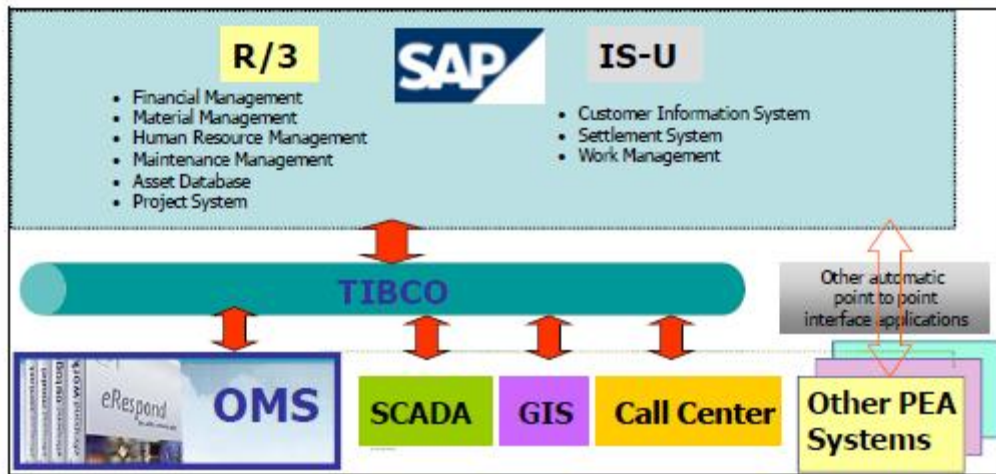 R/3
SAP
IS-U
• Financial Management
• Material Management
• Human Resource Management
• Maintenance Management
• Asset Database
• Project System
• Customer Information System
• Settlement System
• Work Management
TIBCO
Other automatic
point to point
interface applications
eRespond
OMS
SCADA
GIS
Call Center
Other PEA
Systems